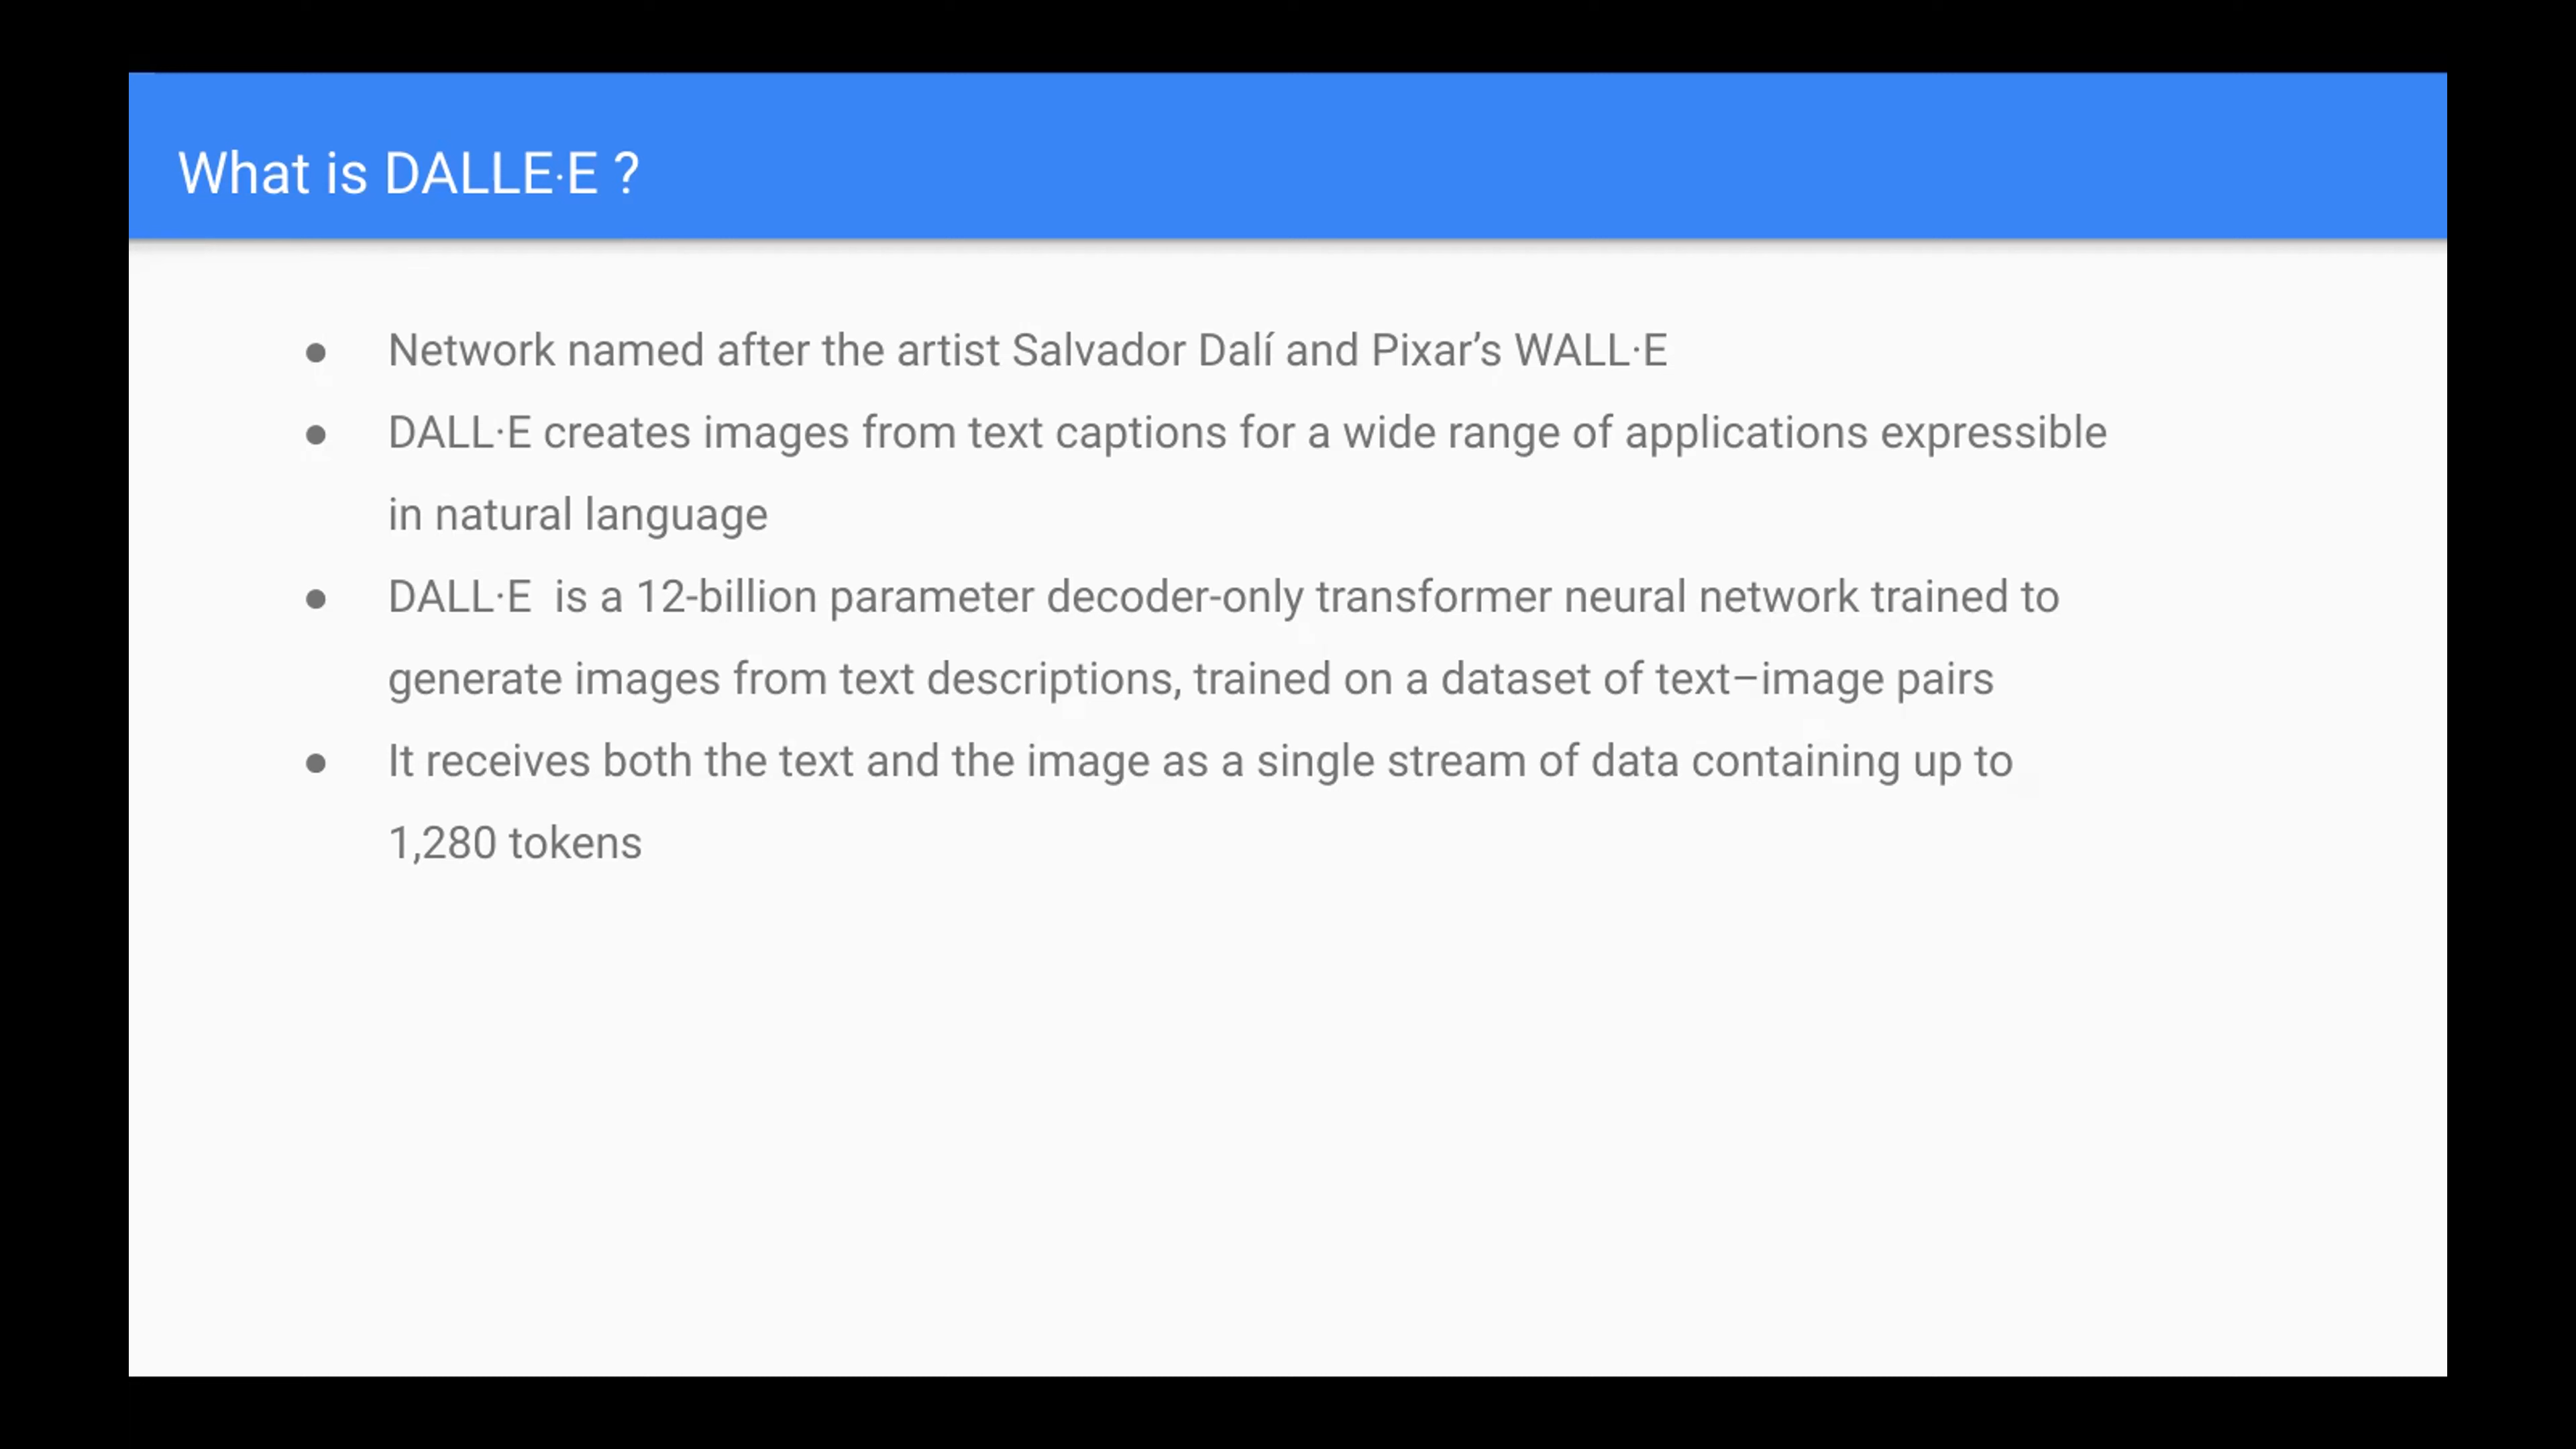 What is DALLE·E ?
● Network named after the artist Salvador Dalí and Pixar’s WALL·E
● DALL·E creates images from text captions for a wide range of applications expressible
in natural language
● DALL·E  is a 12-billion parameter decoder-only transformer neural network trained to
generate images from text descriptions, trained on a dataset of text–image pairs
● It receives both the text and the image as a single stream of data containing up to
1,280 tokens